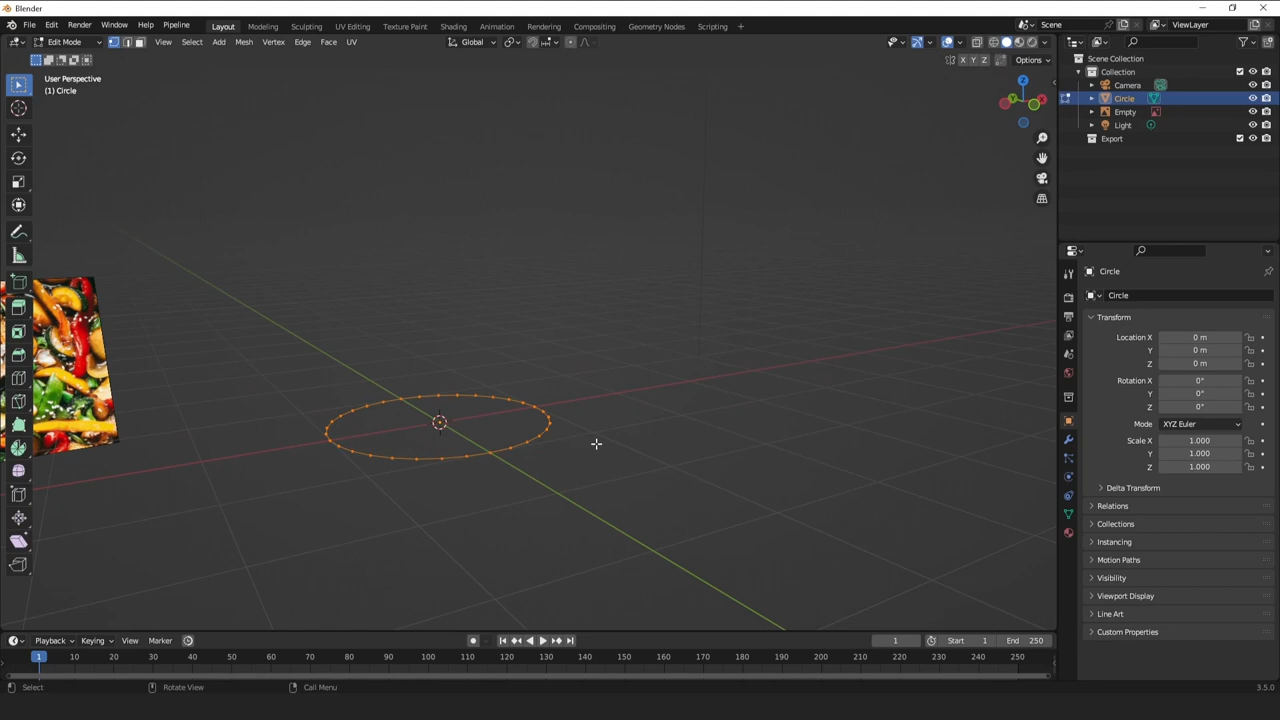 Blender
File Edit Render Window Help Pipeline
Layout Modeling Sculpting UV Editing Texture Paint Shading Animation Rendering Compositing Geometry Nodes Scripting +
Scene ViewLayer
Edit Mode View Select Add Mesh Vertex Edge Face UV
Global
X Y Z Options
User Perspective
(1) Circle
Z
Y X
Scene Collection
Collection
Camera
Circle
Empty
Light
Export
Circle
Circle
Transform
Location X 0 m
Y 0 m
Z 0 m
Rotation X 0°
Y 0°
Z 0°
Mode XYZ Euler
Scale X 1.000
Y 1.000
Z 1.000
Delta Transform
Relations
Collections
Instancing
Motion Paths
Visibility
Viewport Display
Line Art
Custom Properties
Playback Keying View Marker
1 Start 1 End 250
1 10 20 30 40 50 60 70 80 90 100 110 120 130 140 150 160 170 180 190 200 210 220 230 240 250
Select Rotate View Call Menu
3.5.0